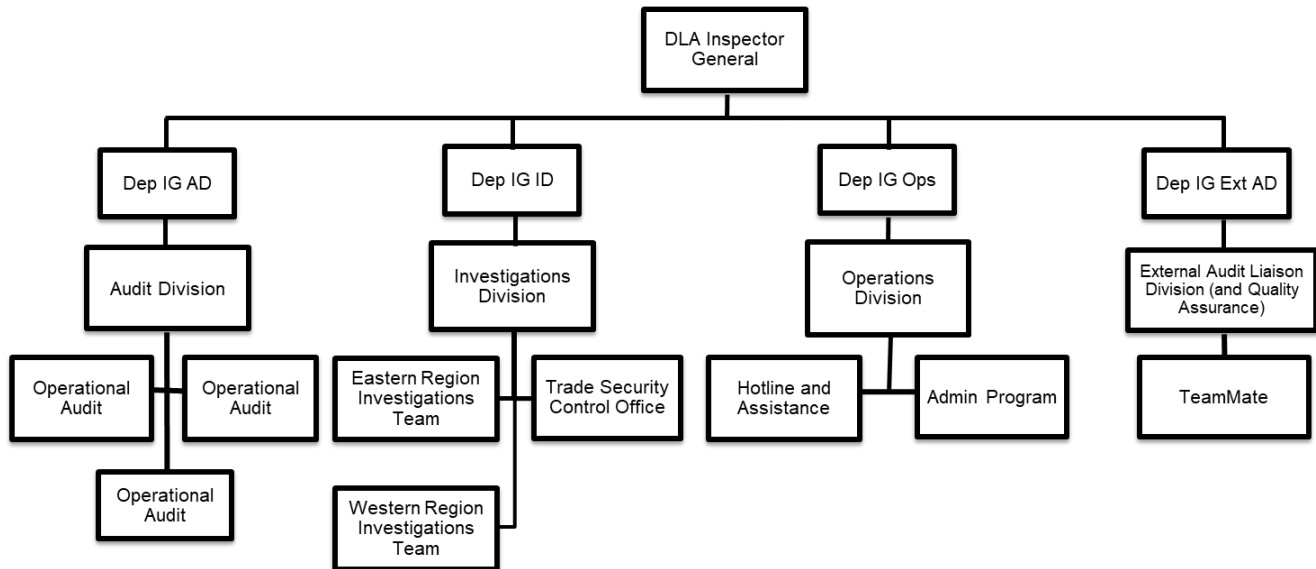 DLA Inspector
General
Dep IG AD
Dep IG ID
Dep IG Ops
Dep IG Ext AD
Audit Division
Investigations
Division
Operations
Division
External Audit Liaison
Division (and Quality
Assurance)
Operational
Audit
Operational
Audit
Eastern Region
Investigations
Team
Trade Security
Control Office
Hotline and
Assistance
Admin Program
TeamMate
Operational
Audit
Western Region
Investigations
Team